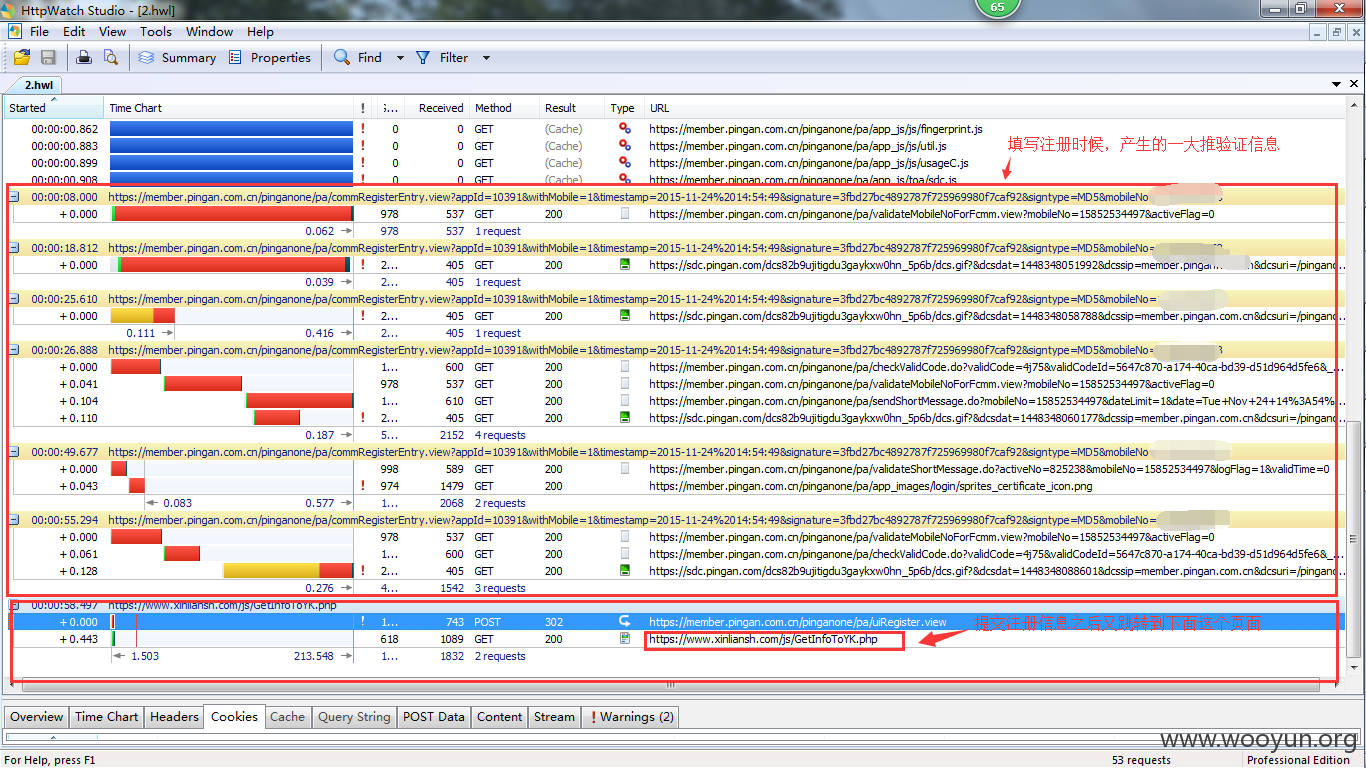 HttpWatch Studio - [2.hwl]
65
File Edit View Tools Window Help
Summary Properties Find Filter
2.hwl
Started Time Chart ! S... Received Method Result Type URL
00:00:00.862 ! 0 0 GET (Cache) https://member.pingan.com.cn/pinganone/pa/app_js/js/fingerprint.js
00:00:00.883 ! 0 0 GET (Cache) https://member.pingan.com.cn/pinganone/pa/app_js/js/util.js
00:00:00.899 ! 0 0 GET (Cache) https://member.pingan.com.cn/pinganone/pa/app_js/js/usageC.js
00:00:00.908 ! 0 0 GET (Cache) https://member.pingan.com.cn/pinganone/pa/app_js/toa/sdc.js
填写注册时候，产生的一大推验证信息
00:00:08.000 https://member.pingan.com.cn/pinganone/pa/commRegisterEntry.view?appId=10391&withMobile=1&timestamp=2015-11-24%2014:54:49&signature=3fbd27bc4892787f725969980f7caf92&signtype=MD5&mobileNo=
+ 0.000 978 537 GET 200 https://member.pingan.com.cn/pinganone/pa/validateMobileNoForFcmm.view?mobileNo=15852534497&activeFlag=0
0.062 978 537 1 request
00:00:18.812 https://member.pingan.com.cn/pinganone/pa/commRegisterEntry.view?appId=10391&withMobile=1&timestamp=2015-11-24%2014:54:49&signature=3fbd27bc4892787f725969980f7caf92&signtype=MD5&mobileNo=
+ 0.000 ! 2... 405 GET 200 https://sdc.pingan.com/dcs82b9ujitigdu3gaykxw0hn_5p6b/dcs.gif?&dcsdat=1448348051992&dcssip=member.pingan.com.cn&dcsuri=/pingano...
0.039 2... 405 1 request
00:00:25.610 https://member.pingan.com.cn/pinganone/pa/commRegisterEntry.view?appId=10391&withMobile=1&timestamp=2015-11-24%2014:54:49&signature=3fbd27bc4892787f725969980f7caf92&signtype=MD5&mobileNo=
+ 0.000 ! 2... 405 GET 200 https://sdc.pingan.com/dcs82b9ujitigdu3gaykxw0hn_5p6b/dcs.gif?&dcsdat=1448348058788&dcssip=member.pingan.com.cn&dcsuri=/pingan...
0.111 0.416 2... 405 1 request
00:00:26.888 https://member.pingan.com.cn/pinganone/pa/commRegisterEntry.view?appId=10391&withMobile=1&timestamp=2015-11-24%2014:54:49&signature=3fbd27bc4892787f725969980f7caf92&signtype=MD5&mobileNo=
+ 0.000 1... 600 GET 200 https://member.pingan.com.cn/pinganone/pa/checkValidCode.do?validCode=4j75&validCodeId=5647c870-a174-40ca-bd39-d51d964d5fe6&_...
+ 0.041 978 537 GET 200 https://member.pingan.com.cn/pinganone/pa/validateMobileNoForFcmm.view?mobileNo=15852534497&activeFlag=0
+ 0.104 1... 610 GET 200 https://member.pingan.com.cn/pinganone/pa/sendShortMessage.do?mobileNo=15852534497&dateLimit=1&date=Tue+Nov+24+14%3A54%...
+ 0.110 ! 2... 405 GET 200 https://sdc.pingan.com/dcs82b9ujitigdu3gaykxw0hn_5p6b/dcs.gif?&dcsdat=1448348060177&dcssip=member.pingan.com.cn&dcsuri=/pingan...
0.187 5... 2152 4 requests
00:00:49.677 https://member.pingan.com.cn/pinganone/pa/commRegisterEntry.view?appId=10391&withMobile=1&timestamp=2015-11-24%2014:54:49&signature=3fbd27bc4892787f725969980f7caf92&signtype=MD5&mobileNo=
+ 0.000 998 589 GET 200 https://member.pingan.com.cn/pinganone/pa/validateShortMessage.do?activeNo=825238&mobileNo=15852534497&logFlag=1&validTime=0
+ 0.043 ! 974 1479 GET 200 https://member.pingan.com.cn/pinganone/pa/app_images/login/sprites_certificate_icon.png
0.083 0.577 1... 2068 2 requests
00:00:55.294 https://member.pingan.com.cn/pinganone/pa/commRegisterEntry.view?appId=10391&withMobile=1&timestamp=2015-11-24%2014:54:49&signature=3fbd27bc4892787f725969980f7caf92&signtype=MD5&mobileNo=
+ 0.000 978 537 GET 200 https://member.pingan.com.cn/pinganone/pa/validateMobileNoForFcmm.view?mobileNo=15852534497&activeFlag=0
+ 0.061 1... 600 GET 200 https://member.pingan.com.cn/pinganone/pa/checkValidCode.do?validCode=4j75&validCodeId=5647c870-a174-40ca-bd39-d51d964d5fe6&_...
+ 0.128 ! 2... 405 GET 200 https://sdc.pingan.com/dcs82b9ujitigdu3gaykxw0hn_5p6b/dcs.gif?&dcsdat=1448348088601&dcssip=member.pingan.com.cn&dcsuri=/pingan...
0.276 4... 1542 3 requests
00:00:58.497 https://www.xinliansh.com/js/GetInfoToYK.php
+ 0.000 ! 1... 743 POST 302 https://member.pingan.com.cn/pinganone/pa/uiRegister.view
提交注册信息之后又跳转到下面这个页面
+ 0.443 618 1089 GET 200 https://www.xinliansh.com/js/GetInfoToYK.php
1.503 213.548 1... 1832 2 requests
Overview Time Chart Headers Cookies Cache Query String POST Data Content Stream ! Warnings (2)
www.wooyun.org
For Help, press F1 53 requests Professional Edition